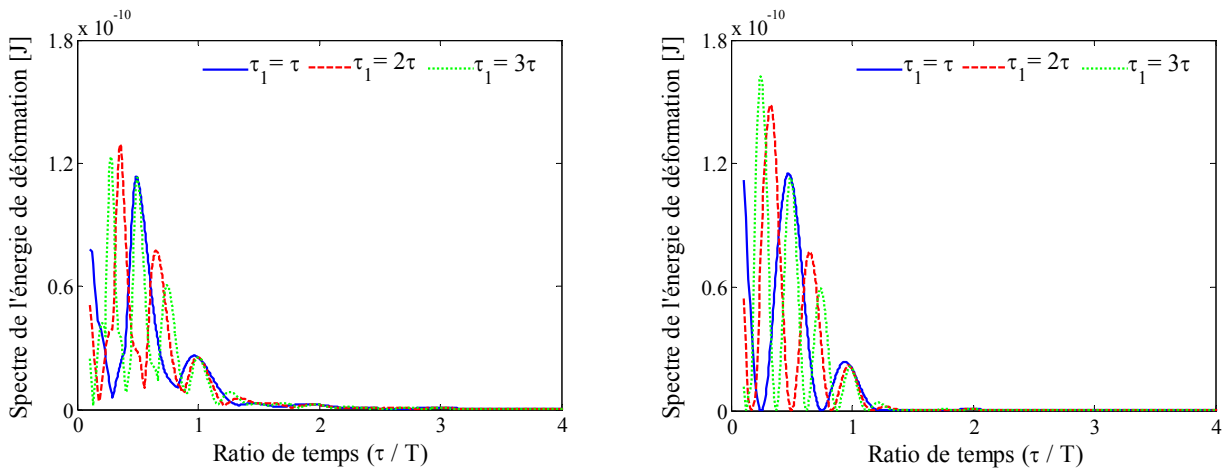 x 10⁻¹⁰
1.8
1.2
0.6
0
Spectre de l'énergie de déformation [J]
τ₁= τ τ₁= 2τ τ₁= 3τ
0 1 2 3 4
Ratio de temps (τ / T)
x 10⁻¹⁰
1.8
1.2
0.6
0
Spectre de l'énergie de déformation [J]
τ₁= τ τ₁= 2τ τ₁= 3τ
0 1 2 3 4
Ratio de temps (τ / T)